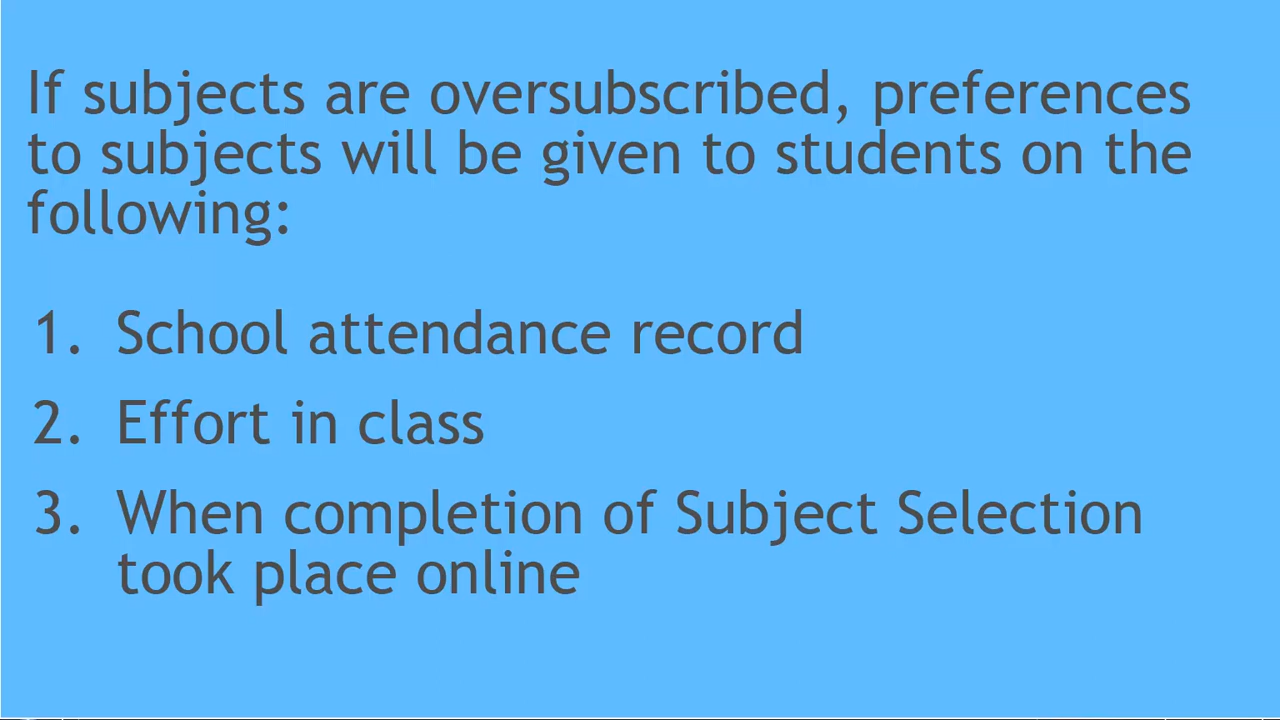 If subjects are oversubscribed, preferences
to subjects will be given to students on the
following:
1. School attendance record
2. Effort in class
3. When completion of Subject Selection
took place online